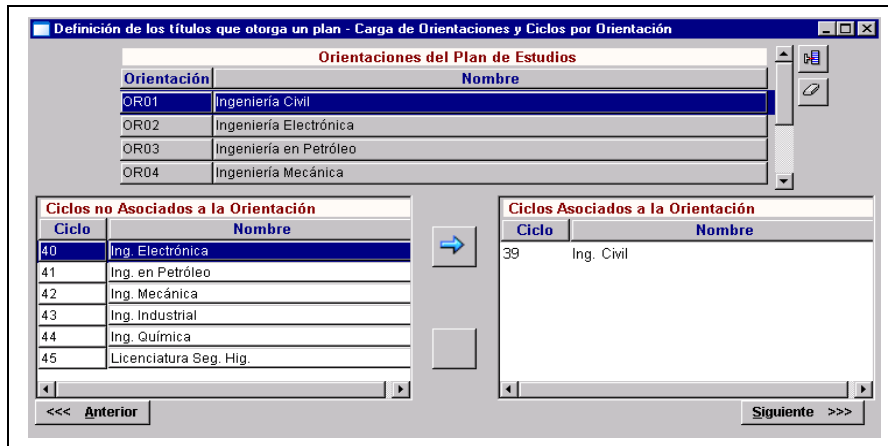 Definición de los títulos que otorga un plan - Carga de Orientaciones y Ciclos por Orientación
Orientaciones del Plan de Estudios
Orientación Nombre
OR01 Ingeniería Civil
OR02 Ingeniería Electrónica
OR03 Ingeniería en Petróleo
OR04 Ingeniería Mecánica
Ciclos no Asociados a la Orientación
Ciclo Nombre
40 Ing. Electrónica
41 Ing. en Petróleo
42 Ing. Mecánica
43 Ing. Industrial
44 Ing. Química
45 Licenciatura Seg. Hig.
Ciclos Asociados a la Orientación
Ciclo Nombre
39 Ing. Civil
<<< Anterior
Siguiente >>>